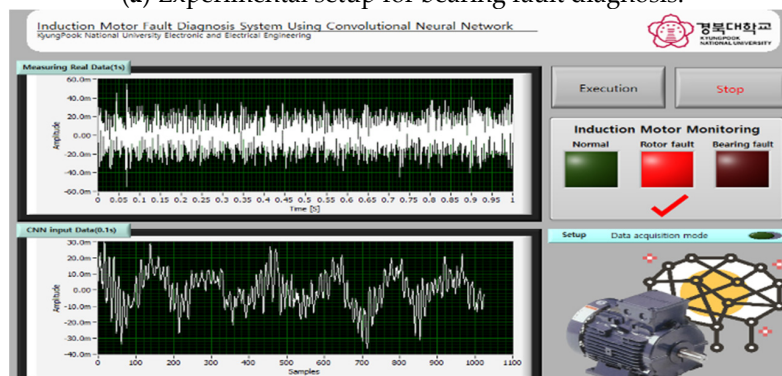 (a) Experimental setup for bearing fault diagnosis.
Induction Motor Fault Diagnosis System Using Convolutional Neural Network
KyungPook National University Electronic and Electrical Engineering
경북대학교
KYUNGPOOK
NATIONAL UNIVERSITY
Measuring Real Data(1s)
60.0m
40.0m
20.0m
0.00
-20.0m
-40.0m
-60.0m
Amplitude
0 0.05 0.1 0.15 0.2 0.25 0.3 0.35 0.4 0.45 0.5 0.55 0.6 0.65 0.7 0.75 0.8 0.85 0.9 0.95 1
Time [S]
Execution
Stop
Induction Motor Monitoring
Normal Rotor fault Bearing fault
CNN input Data(0.1s)
30.0m
20.0m
10.0m
0.00
-10.0m
-20.0m
-30.0m
-40.0m
Amplitude
0 100 200 300 400 500 600 700 800 900 1000 1100
Samples
Setup Data acquisition mode